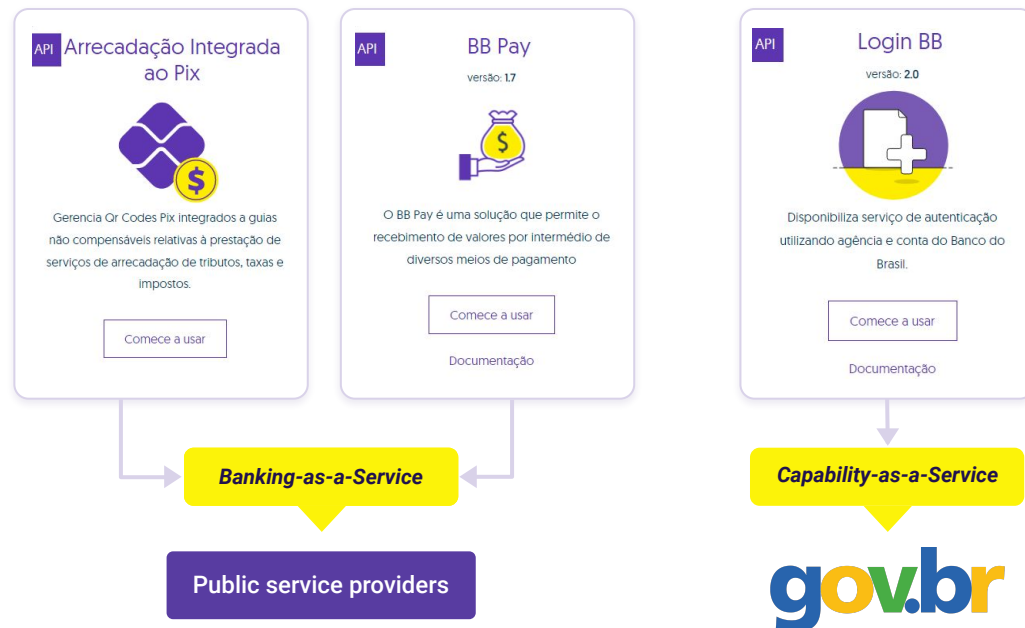 API
Arrecadação Integrada
ao Pix
$
Gerencia Qr Codes Pix integrados a guias
não compensáveis relativas à prestação de
serviços de arrecadação de tributos, taxas e
impostos.
Comece a usar
API
BB Pay
versão: 1.7
$
O BB Pay é uma solução que permite o
recebimento de valores por intermédio de
diversos meios de pagamento
Comece a usar
Documentação
API
Login BB
versão: 2.0
Disponibiliza serviço de autenticação
utilizando agência e conta do Banco do
Brasil.
Comece a usar
Documentação
Banking-as-a-Service
Public service providers
Capability-as-a-Service
gov.br